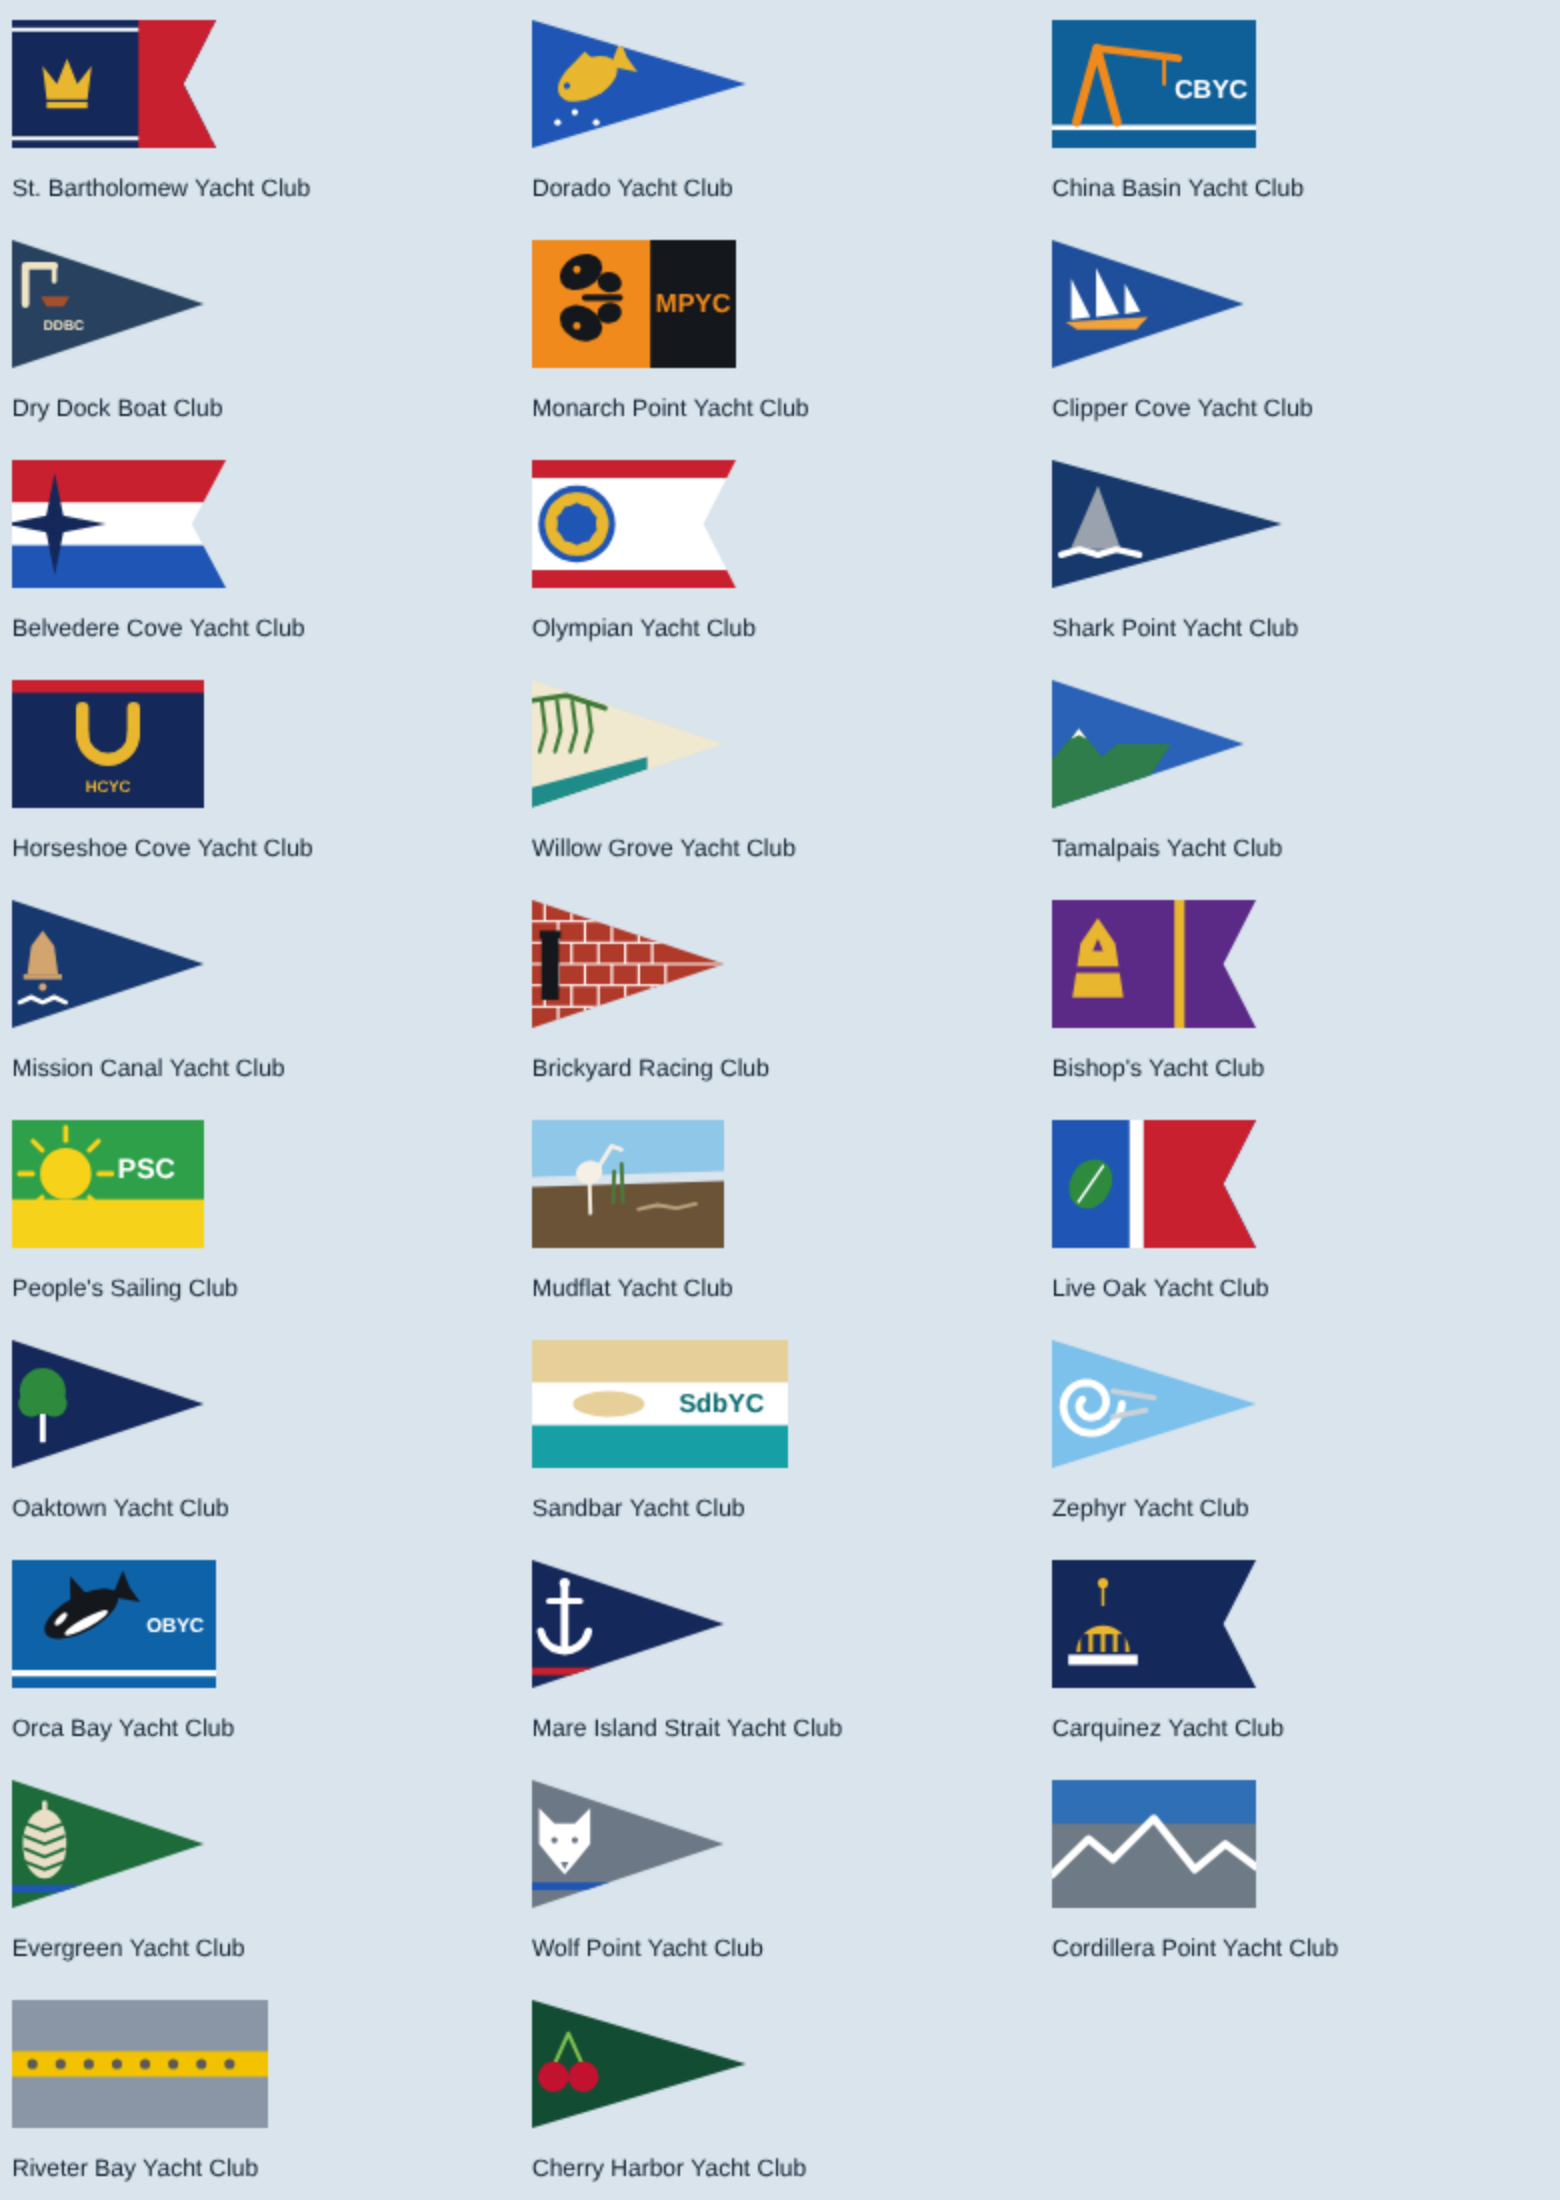 St. Bartholomew Yacht Club
Dorado Yacht Club
CBYC
China Basin Yacht Club
DDBC
Dry Dock Boat Club
MPYC
Monarch Point Yacht Club
Clipper Cove Yacht Club
Belvedere Cove Yacht Club
Olympian Yacht Club
Shark Point Yacht Club
HCYC
Horseshoe Cove Yacht Club
Willow Grove Yacht Club
Tamalpais Yacht Club
Mission Canal Yacht Club
Brickyard Racing Club
Bishop's Yacht Club
PSC
People's Sailing Club
Mudflat Yacht Club
Live Oak Yacht Club
Oaktown Yacht Club
SdbYC
Sandbar Yacht Club
Zephyr Yacht Club
OBYC
Orca Bay Yacht Club
Mare Island Strait Yacht Club
Carquinez Yacht Club
Evergreen Yacht Club
Wolf Point Yacht Club
Cordillera Point Yacht Club
Riveter Bay Yacht Club
Cherry Harbor Yacht Club